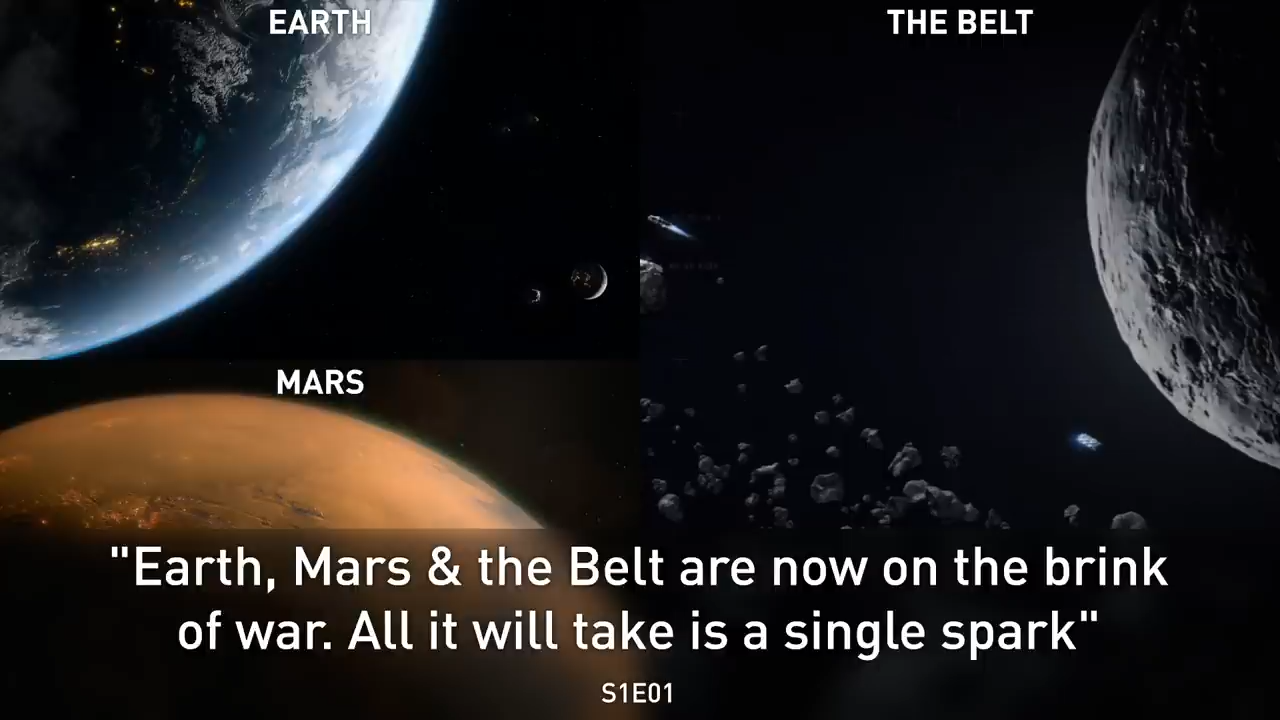 EARTH
THE BELT
MARS
"Earth, Mars & the Belt are now on the brink
of war. All it will take is a single spark"
S1E01